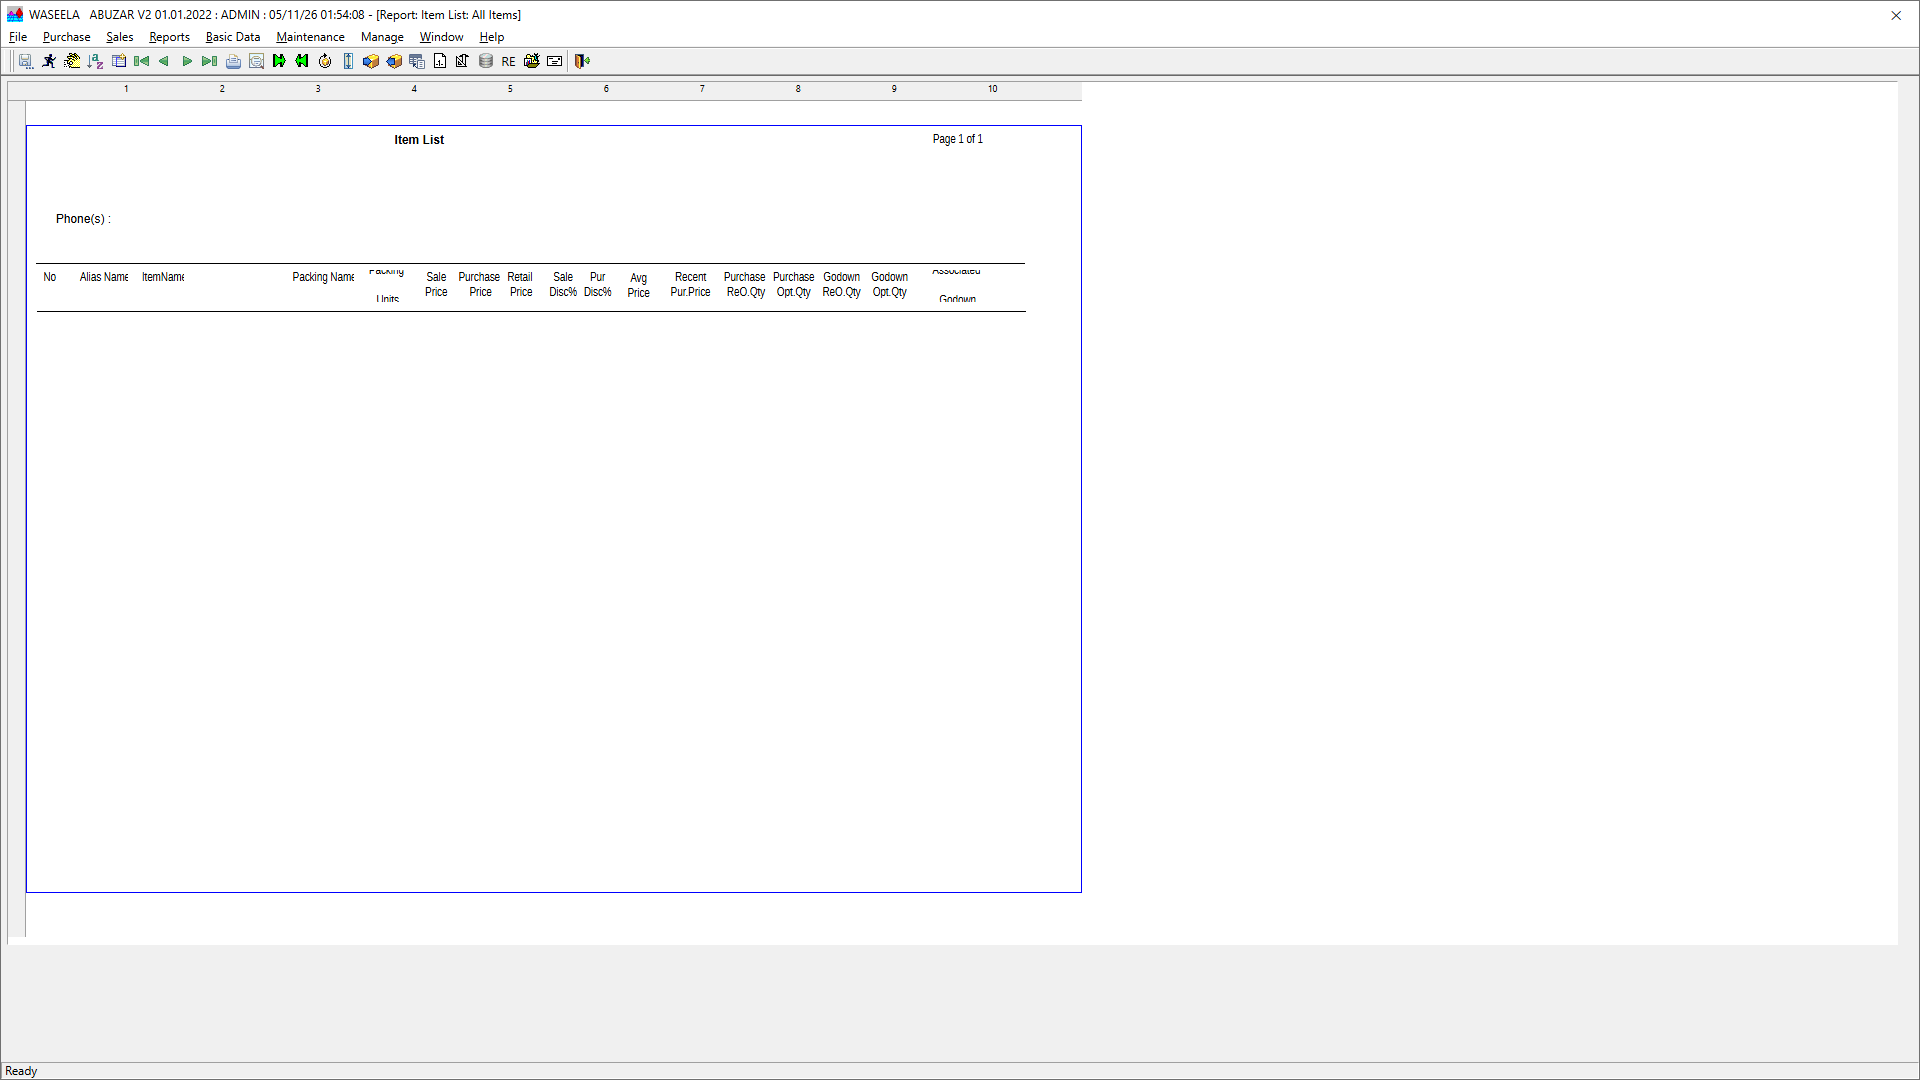 WASEELA ABUZAR V2 01.01.2022 : ADMIN : 05/11/26 01:54:08 - [Report: Item List: All Items]
File Purchase Sales Reports Basic Data Maintenance Manage Window Help
RE
1 2 3 4 5 6 7 8 9 10
Item List Page 1 of 1
Phone(s) :
No Alias Name ItemName Packing Name Packing Sale Purchase Retail Sale Pur Avg Recent Purchase Purchase Godown Godown Associated
Units Price Price Price Disc% Disc% Price Pur.Price ReO.Qty Opt.Qty ReO.Qty Opt.Qty Godown
Ready